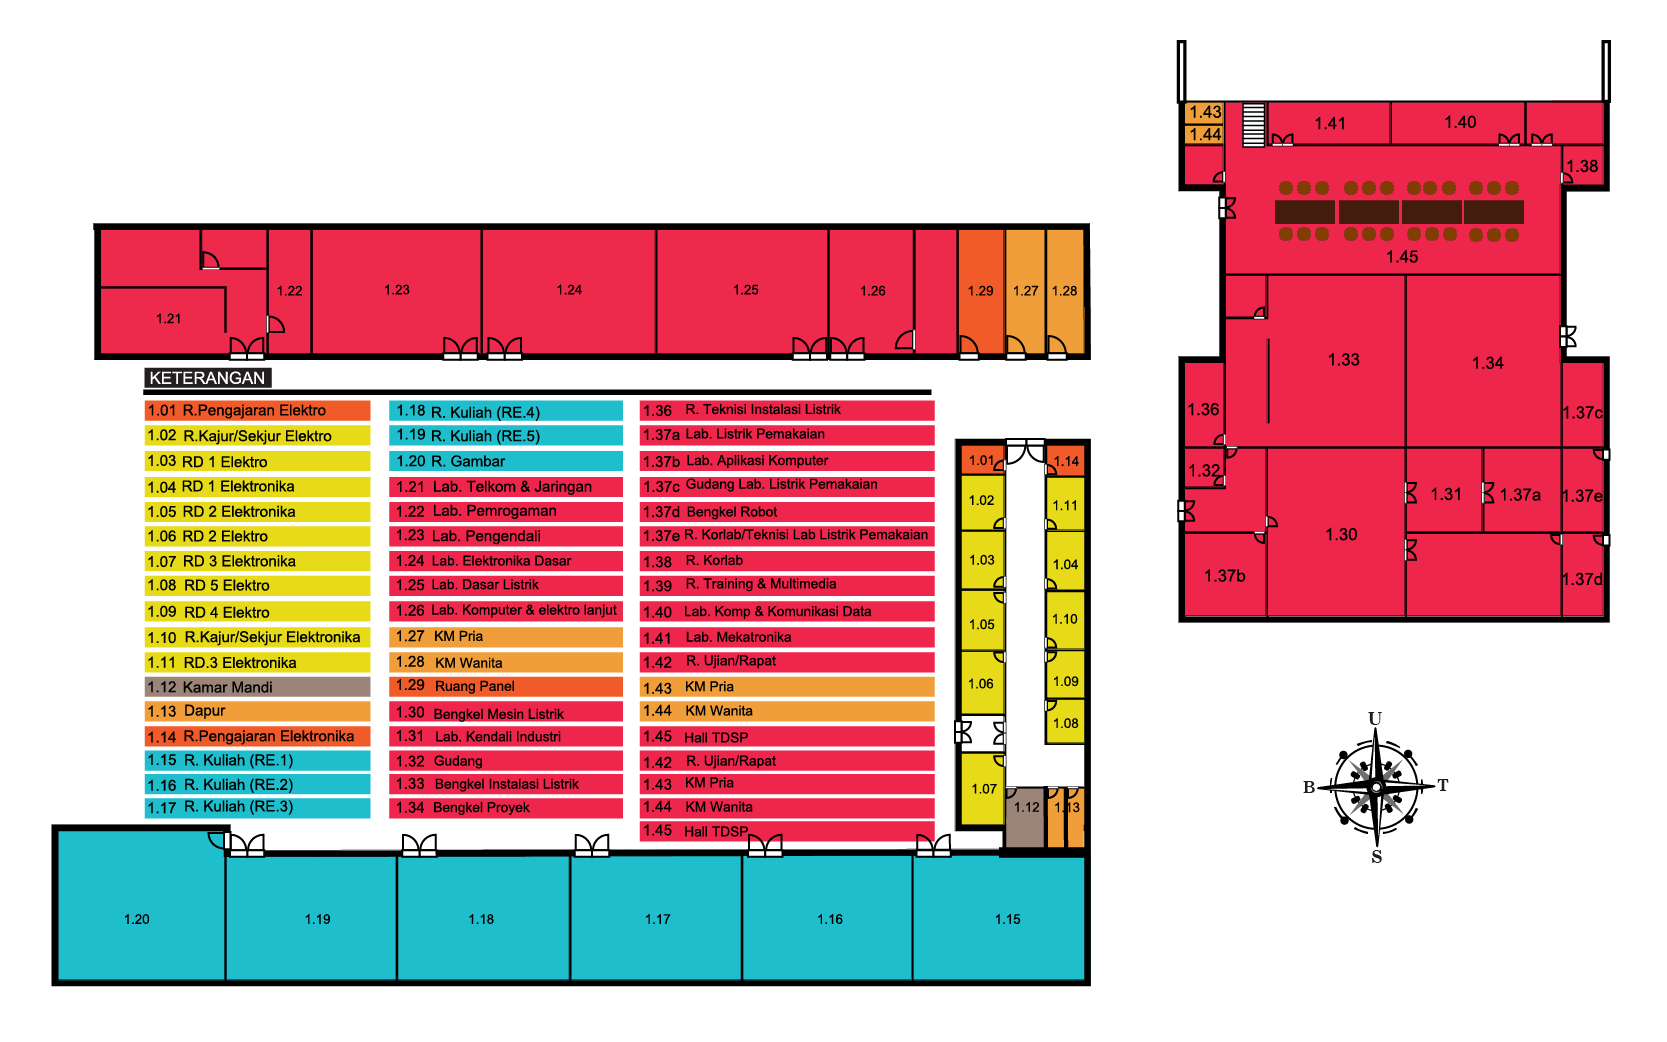 1.43
1.44
1.41
1.40
1.38
1.45
1.21
1.22
1.23
1.24
1.25
1.26
1.29
1.27
1.28
1.33
1.34
1.36
1.37c
1.32
1.31
1.37a
1.37e
1.30
1.37b
1.37d
KETERANGAN
1.01 R.Pengajaran Elektro
1.02 R.Kajur/Sekjur Elektro
1.03 RD 1 Elektro
1.04 RD 1 Elektronika
1.05 RD 2 Elektronika
1.06 RD 2 Elektro
1.07 RD 3 Elektronika
1.08 RD 5 Elektro
1.09 RD 4 Elektro
1.10 R.Kajur/Sekjur Elektronika
1.11 RD.3 Elektronika
1.12 Kamar Mandi
1.13 Dapur
1.14 R.Pengajaran Elektronika
1.15 R. Kuliah (RE.1)
1.16 R. Kuliah (RE.2)
1.17 R. Kuliah (RE.3)
1.18 R. Kuliah (RE.4)
1.19 R. Kuliah (RE.5)
1.20 R. Gambar
1.21 Lab. Telkom & Jaringan
1.22 Lab. Pemrogaman
1.23 Lab. Pengendali
1.24 Lab. Elektronika Dasar
1.25 Lab. Dasar Listrik
1.26 Lab. Komputer & elektro lanjut
1.27 KM Pria
1.28 KM Wanita
1.29 Ruang Panel
1.30 Bengkel Mesin Listrik
1.31 Lab. Kendali Industri
1.32 Gudang
1.33 Bengkel Instalasi Listrik
1.34 Bengkel Proyek
1.36 R. Teknisi Instalasi Listrik
1.37a Lab. Listrik Pemakaian
1.37b Lab. Aplikasi Komputer
1.37c Gudang Lab. Listrik Pemakaian
1.37d Bengkel Robot
1.37e R. Korlab/Teknisi Lab Listrik Pemakaian
1.38 R. Korlab
1.39 R. Training & Multimedia
1.40 Lab. Komp & Komunikasi Data
1.41 Lab. Mekatronika
1.42 R. Ujian/Rapat
1.43 KM Pria
1.44 KM Wanita
1.45 Hall TDSP
1.42 R. Ujian/Rapat
1.43 KM Pria
1.44 KM Wanita
1.45 Hall TDSP
1.01
1.14
1.02
1.11
1.03
1.04
1.05
1.10
1.06
1.09
1.08
1.07
1.12
1.13
U
B
T
S
1.20
1.19
1.18
1.17
1.16
1.15